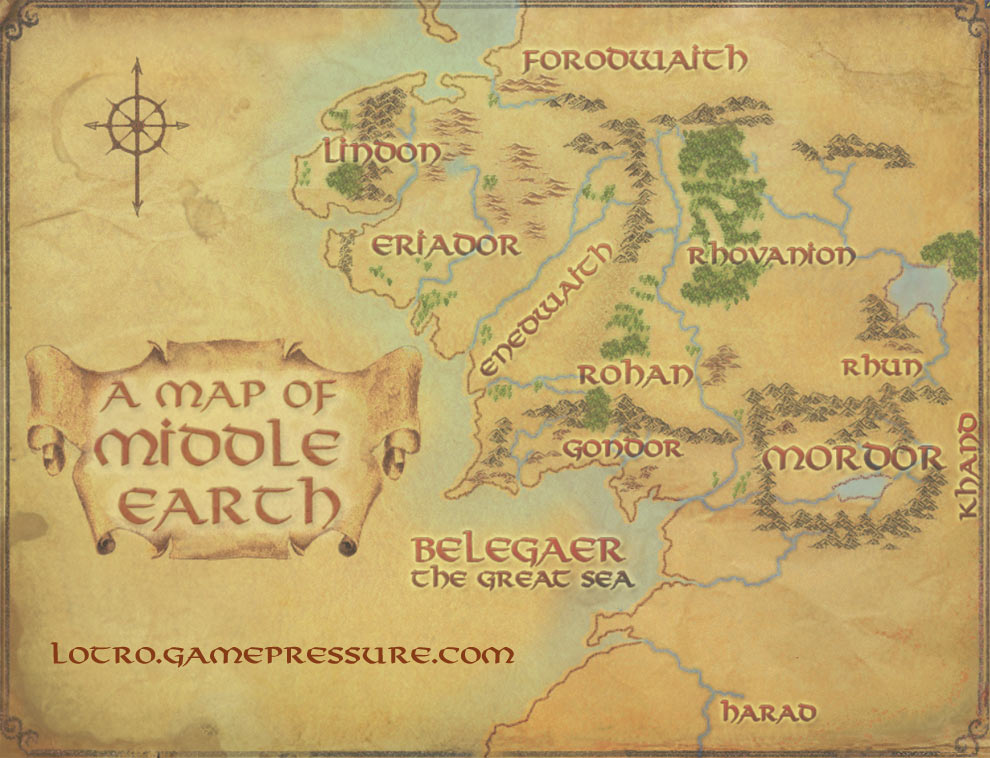 FORODWAITH
LINDON
ERIADOR
ENEDWAITH
RHOVANION
RHUN
ROHAN
GONDOR
MORDOR
KHAND
A MAP OF
MIDDLE
EARTH
BELEGAER
THE GREAT SEA
LOTRO.GAMEPRESSURE.COM
HARAD